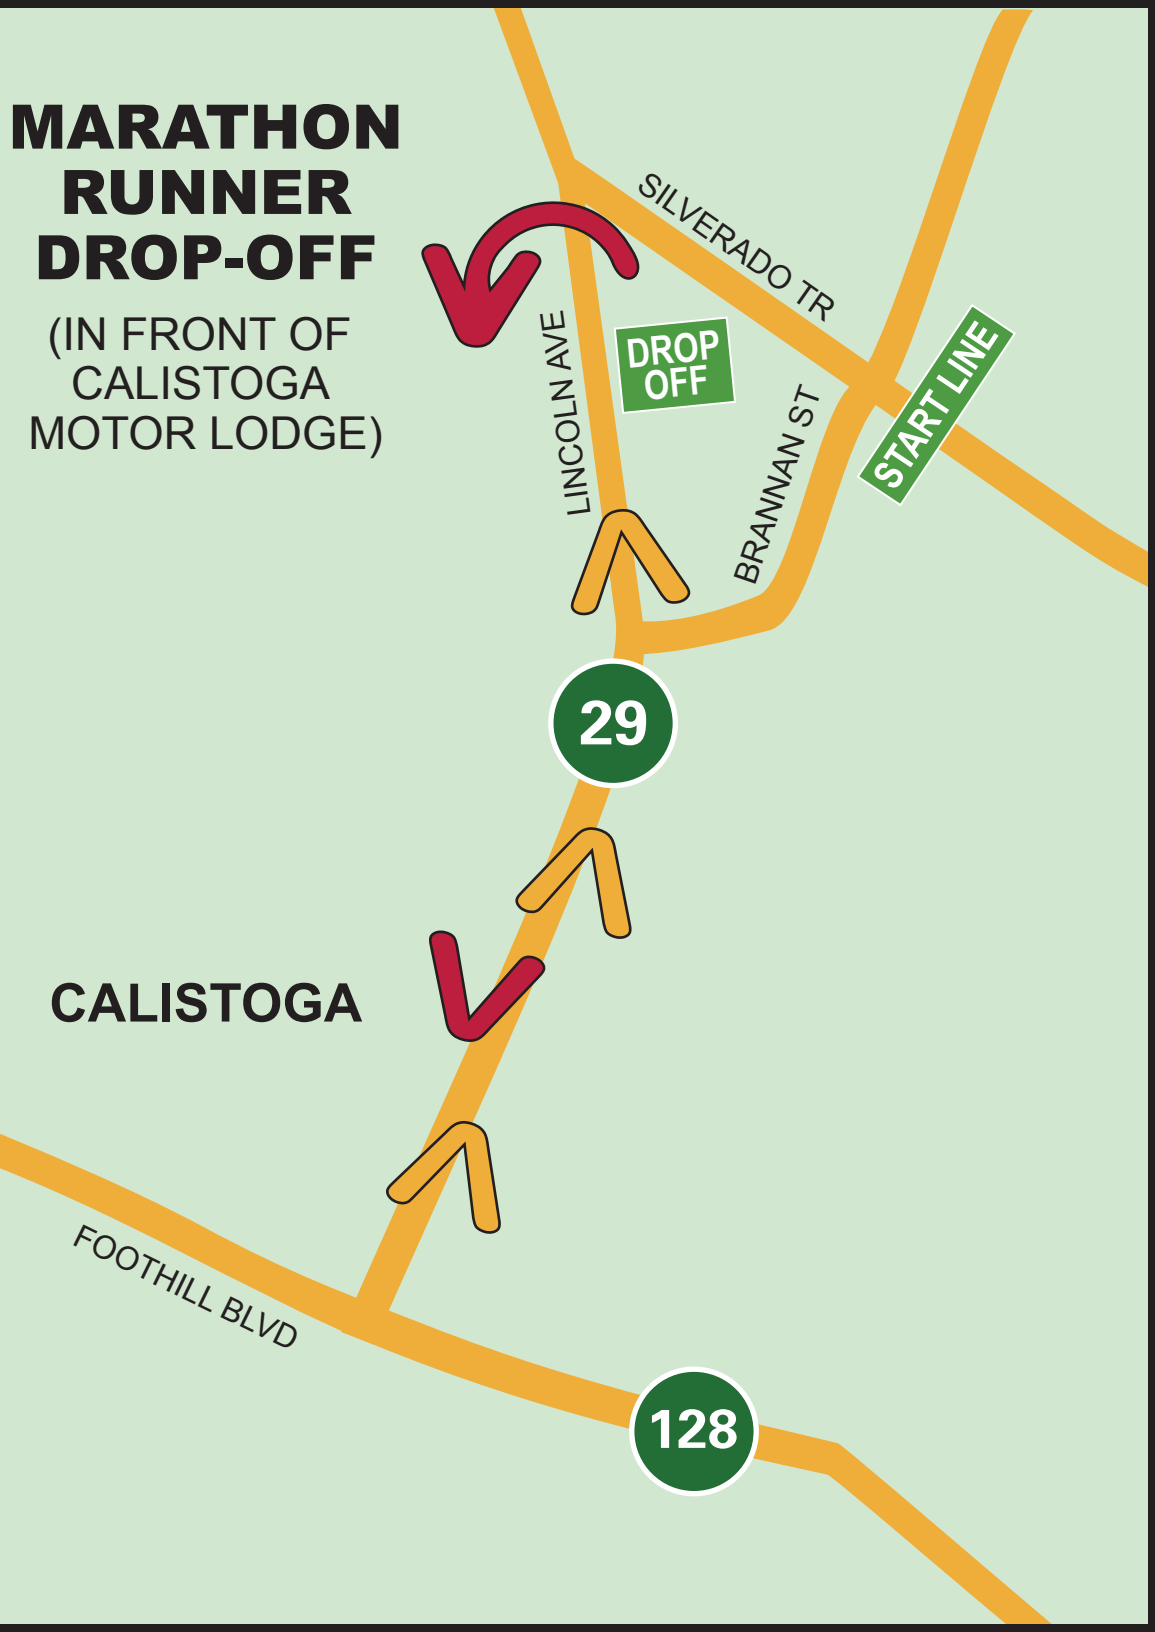 MARATHON
RUNNER
DROP-OFF
(IN FRONT OF
CALISTOGA
MOTOR LODGE)
SILVERADO TR
LINCOLN AVE
DROP
OFF
START LINE
BRANNAN ST
29
CALISTOGA
FOOTHILL BLVD
128